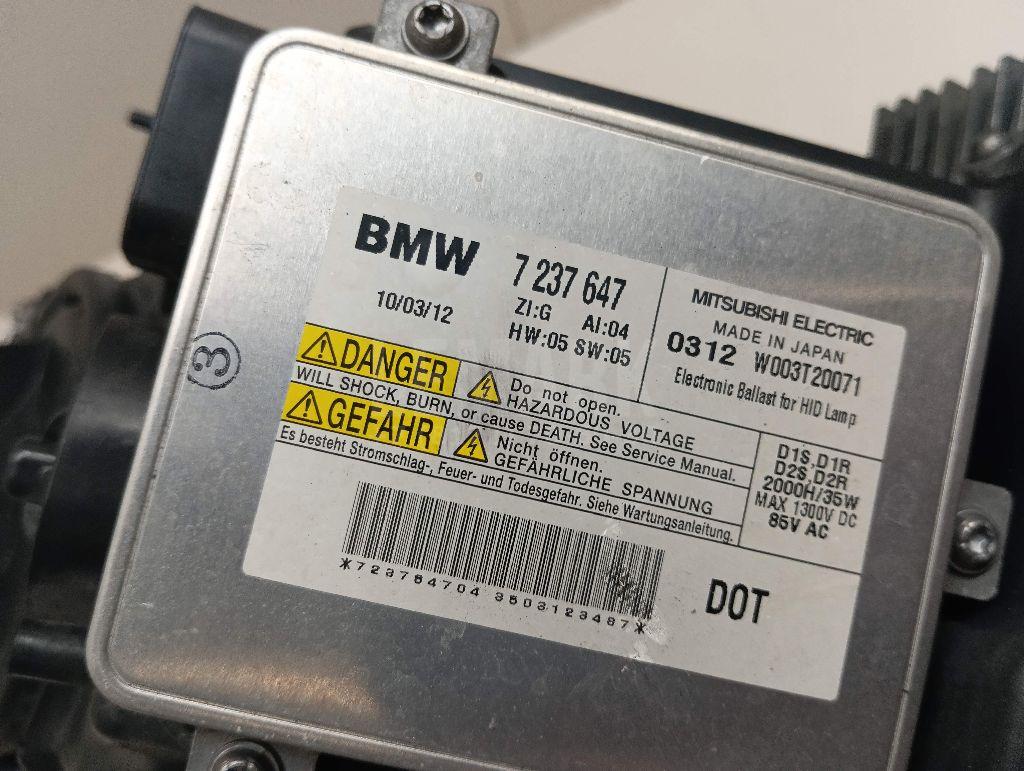 BMW 7 237 647
10/03/12 ZI:G AI:04
HW:05 SW:05
MITSUBISHI ELECTRIC
MADE IN JAPAN
0312 W003T20071
Electronic Ballast for HID Lamp
DANGER Do not open.
HAZARDOUS VOLTAGE
WILL SHOCK, BURN, or cause DEATH. See Service Manual.
GEFAHR Nicht öffnen.
GEFÄHRLICHE SPANNUNG
Es besteht Stromschlag-, Feuer- und Todesgefahr. Siehe Wartungsanleitung.
D1S,D1R
D2S,D2R
2000H/35W
MAX 1300V DC
85V AC
*723764704 3503123487*
DOT
3